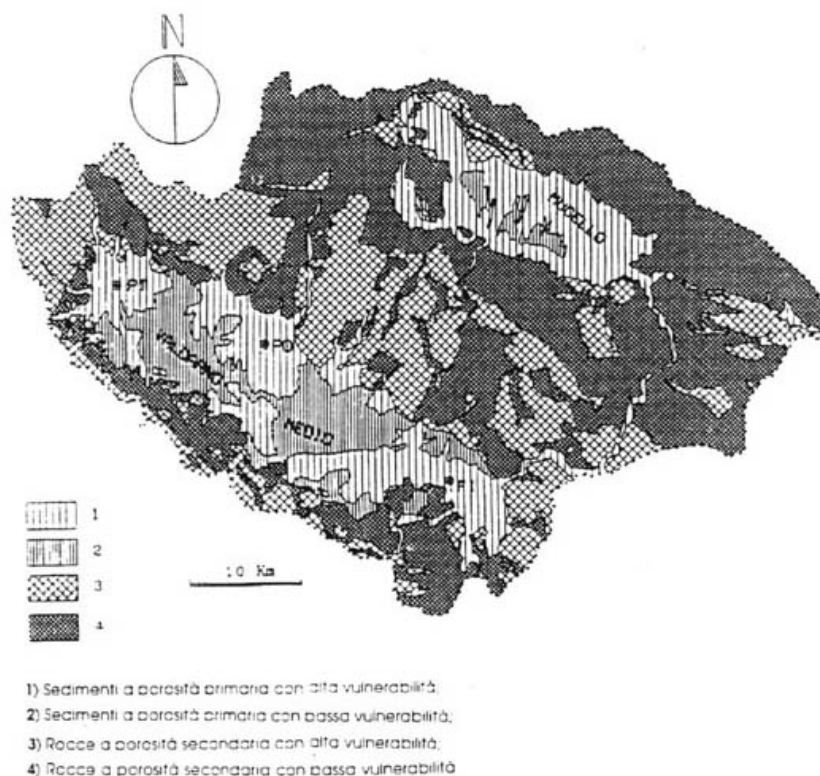 N
MUGELLO
PT
PO
VALDARNO
MEDIO
FI
1
2
3
4
10 Km
1) Sedimenti a porosità primaria con alta vulnerabilità;
2) Sedimenti a porosità primaria con bassa vulnerabilità;
3) Rocce a porosità secondaria con alta vulnerabilità;
4) Rocce a porosità secondaria con bassa vulnerabilità